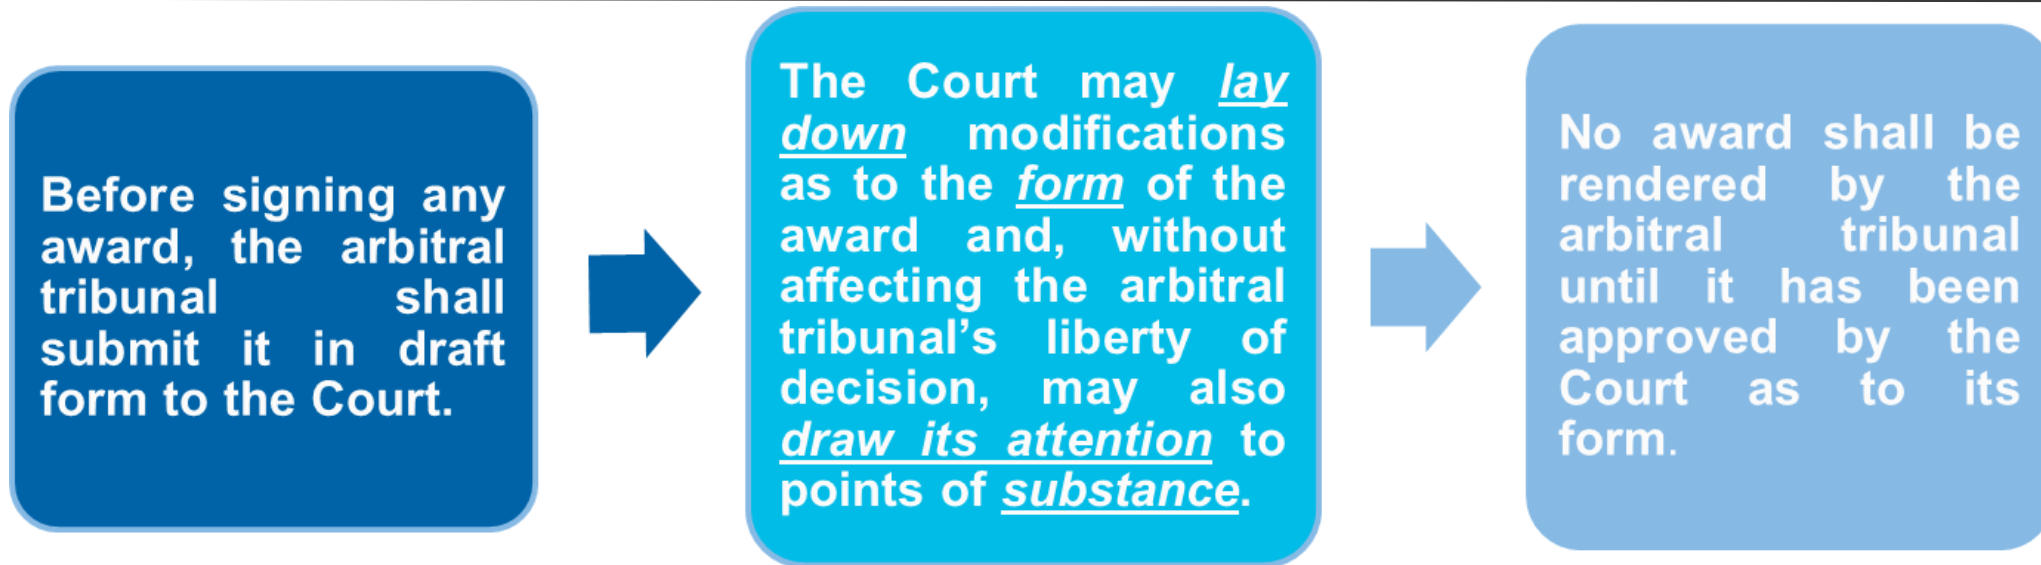 Before signing any
award, the arbitral
tribunal shall
submit it in draft
form to the Court.
The Court may lay
down modifications
as to the form of the
award and, without
affecting the arbitral
tribunal’s liberty of
decision, may also
draw its attention to
points of substance.
No award shall be
rendered by the
arbitral tribunal
until it has been
approved by the
Court as to its
form.